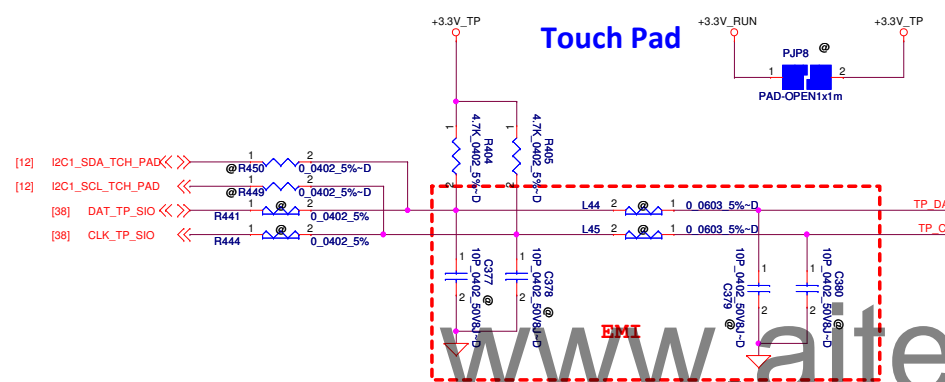 +3.3V_TP
Touch Pad
+3.3V_RUN
+3.3V_TP
PJP8 @
1 2
PAD-OPEN1x1m
1 1
4.7K_0402_5%~D
R404
4.7K_0402_5%~D
R405
2 2
[12] I2C1_SDA_TCH_PAD 1 2
@R450 0_0402_5%~D
[12] I2C1_SCL_TCH_PAD 1 2
@R449 0_0402_5%~D
[38] DAT_TP_SIO 1 @ 2
R441 0_0402_5%
[38] CLK_TP_SIO 1 @ 2
R444 0_0402_5%
L44 2 @ 1 0_0603_5%~D TP_DA
L45 2 @ 1 0_0603_5%~D
10P_0402_50V8J~D
C377 @
1 2
10P_0402_50V8J~D
C378 @
1 2
10P_0402_50V8J~D
C379 @
1 2
10P_0402_50V8J~D
C380 @
1 2
EMI
www.aite